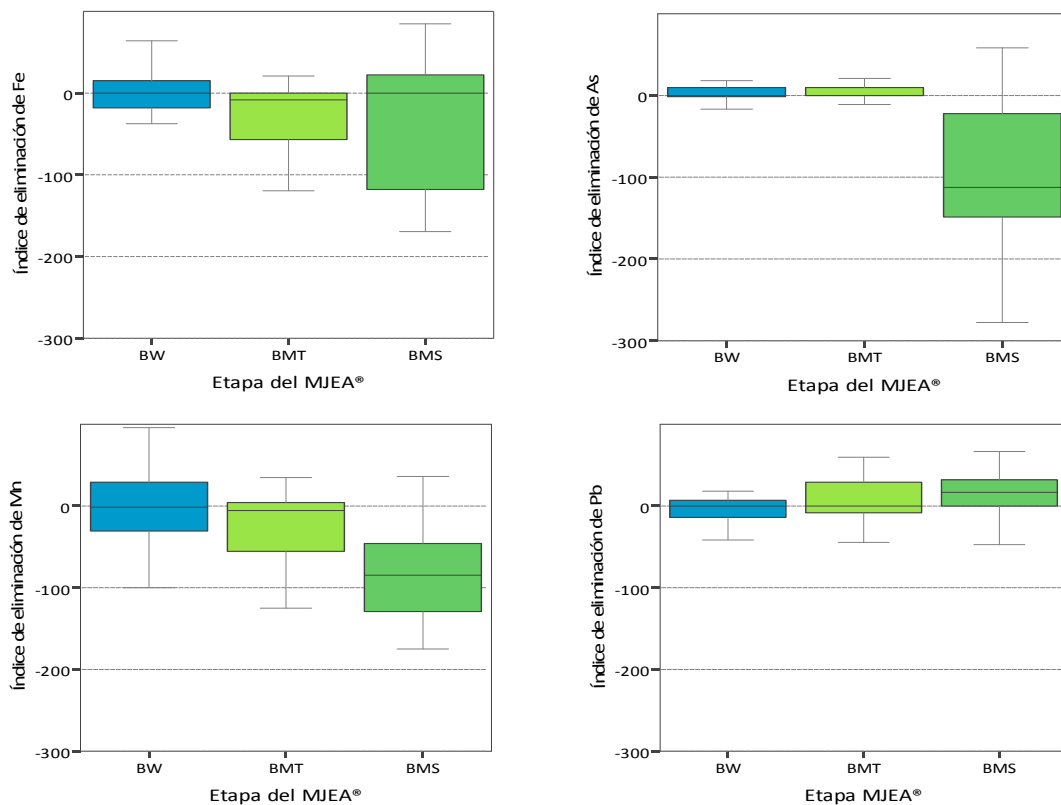 Índice de eliminación de Fe
0
-100
-200
-300
BW BMT BMS
Etapa del MJEA®
Índice de eliminación de As
0
-100
-200
-300
BW BMT BMS
Etapa del MJEA®
Índice de eliminación de Mn
0
-100
-200
-300
BW BMT BMS
Etapa del MJEA®
Índice de eliminación de Pb
0
-100
-200
-300
BW BMT BMS
Etapa MJEA®